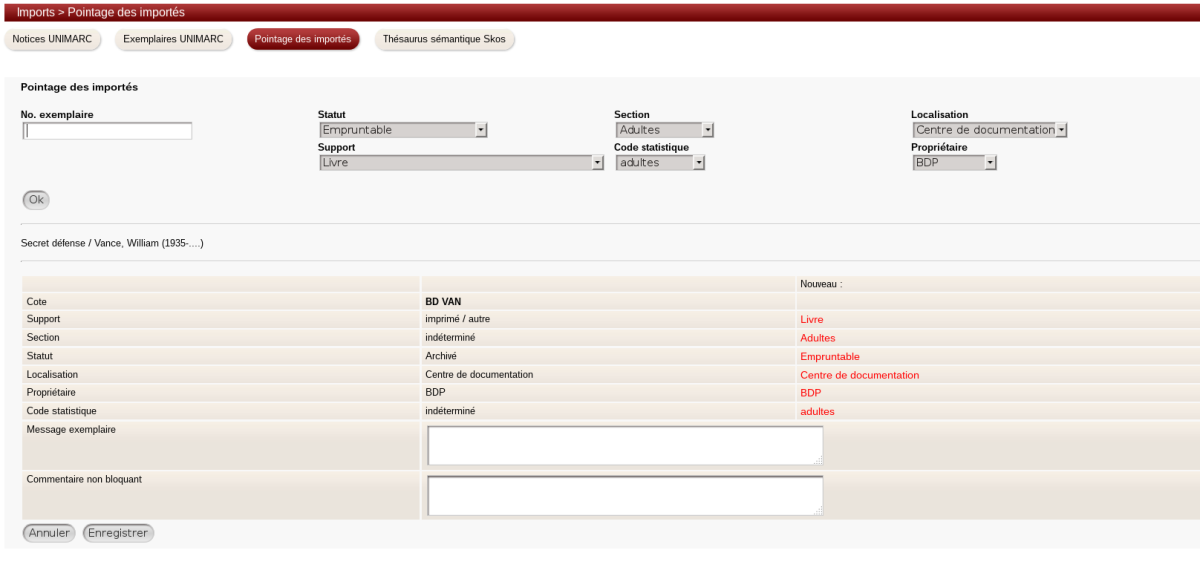 Imports > Pointage des importés
Notices UNIMARC Exemplaires UNIMARC Pointage des importés Thésaurus sémantique Skos
Pointage des importés
No. exemplaire Statut Section Localisation
Empruntable Adultes Centre de documentation
Support Code statistique Propriétaire
Livre adultes BDP
Ok
Secret défense / Vance, William (1935-....)
Nouveau :
Cote BD VAN
Support imprimé / autre Livre
Section indéterminé Adultes
Statut Archivé Empruntable
Localisation Centre de documentation Centre de documentation
Propriétaire BDP BDP
Code statistique indéterminé adultes
Message exemplaire
Commentaire non bloquant
Annuler Enregistrer